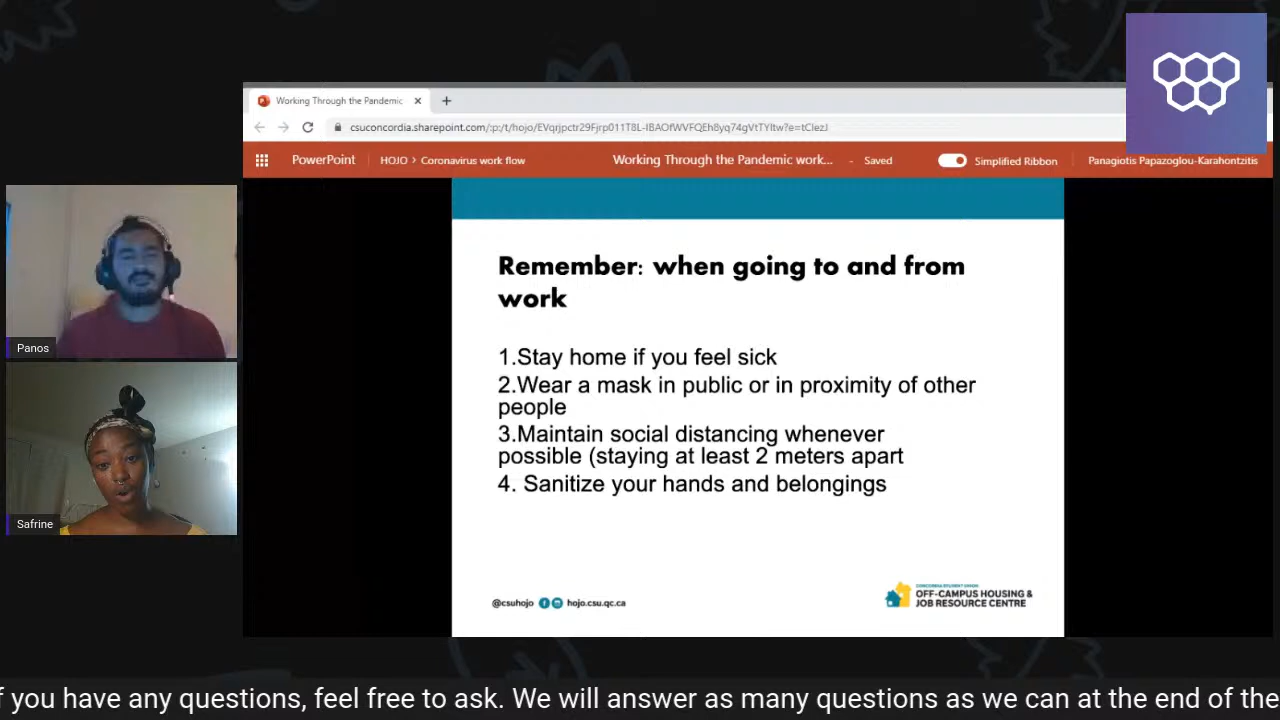 Working Through the Pandemic
csuconcordia.sharepoint.com/:p:/t/hojo/
PowerPoint
HOJO > Coronavirus work flow
Working Through the Pandemic work... - Saved
Simplified Ribbon
Panagiotis Papazoglou-Karahontzitis
Remember: when going to and from
work
1.Stay home if you feel sick
2.Wear a mask in public or in proximity of other
people
3.Maintain social distancing whenever
possible (staying at least 2 meters apart
4. Sanitize your hands and belongings
@csuhojo
hojo.csu.qc.ca
CONCORDIA STUDENT UNION
OFF-CAMPUS HOUSING &
JOB RESOURCE CENTRE
Panos
Safrine
f you have any questions, feel free to ask. We will answer as many questions as we can at the end of the